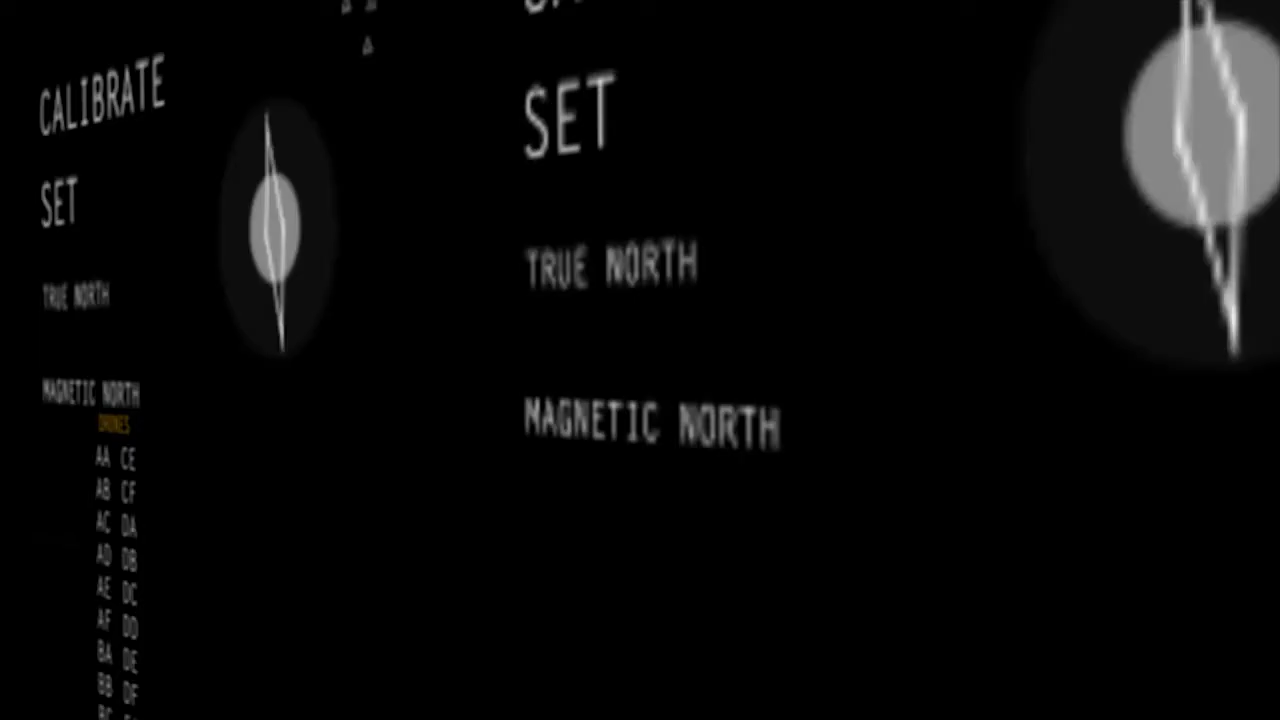 CALIBRATE
SET
TRUE NORTH
MAGNETIC NORTH
DRONES
AA CE
AB CF
AC DA
AD DB
AE DC
AF DD
BA DE
BB DF
SET
TRUE NORTH
MAGNETIC NORTH